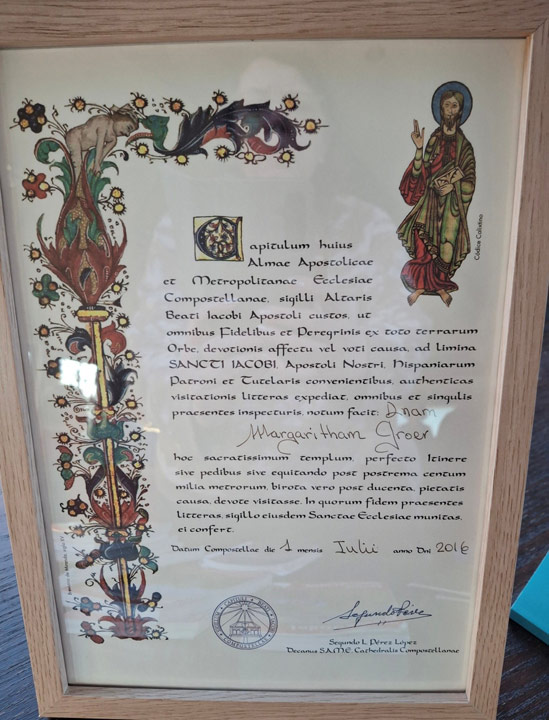 Codice Calixtino
Capitulum huius
Almae Apostolicae
et Metropolitanae Ecclesiae
Compostellanae, sigilli Altaris
Beati Iacobi Apostoli custos, ut
omnibus Fidelibus et Peregrinis ex toto terrarum
Orbe, devotionis affectu vel voti causa, ad limina
SANCTI IACOBI, Apostoli Nostri, Hispaniarum
Patroni et Tutelaris convenientibus, authenticas
visitationis litteras expediat, omnibus et singulis
praesentes inspecturis, notum facit: Dnam
Margaritham Groer
hoc sacratissimum templum, perfecto Itinere
sive pedibus sive equitando post postrema centum
milia metrorum, birota vero post ducenta, pietatis
causa, devote visitasse. In quorum fidem praesentes
litteras, sigillo eiusdem Sanctae Ecclesiae munitas,
ei confert.
Datum Compostellae die 1 mensis Iulii anno Dni 2016
Segundo L. Pérez López
Decanus S.A.M.E. Cathedralis Compostellanae